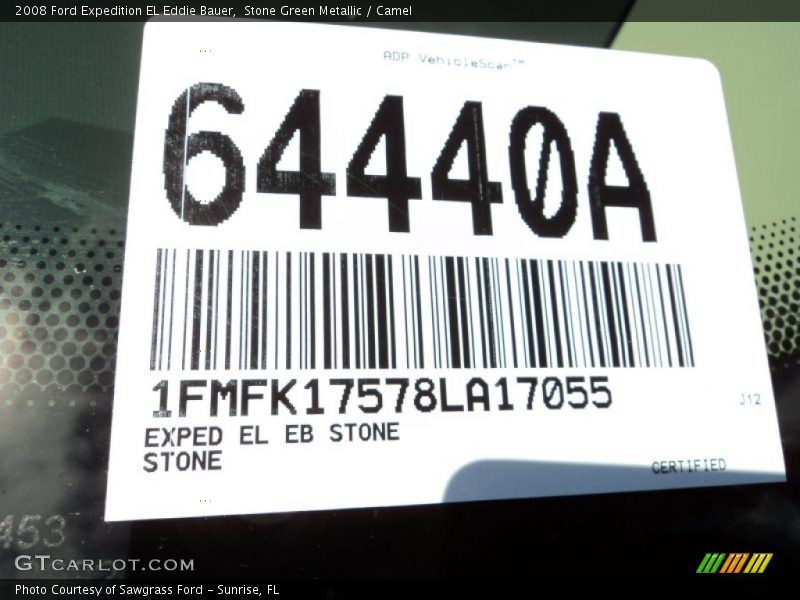 2008 Ford Expedition EL Eddie Bauer,  Stone Green Metallic / Camel
ADP VehicleScan™
64440A
1FMFK17578LA17055
J12
EXPED EL EB STONE
STONE
CERTIFIED
453
GTCARLOT.COM
Photo Courtesy of Sawgrass Ford – Sunrise, FL